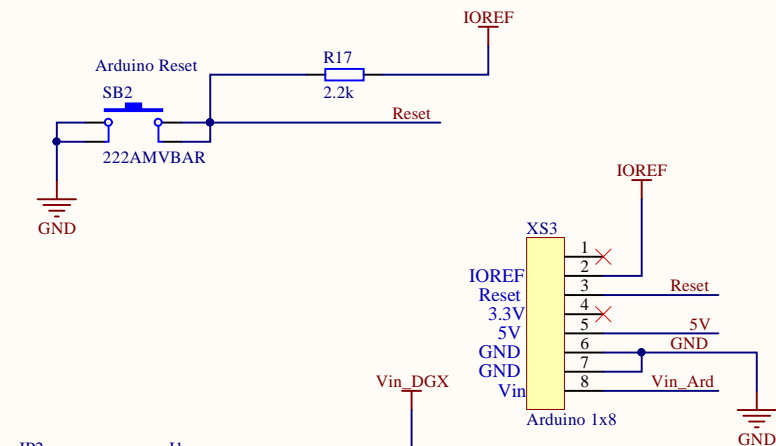 IOREF
R17
Arduino Reset
SB2
2.2k
Reset
222AMVBAR
GND
IOREF
XS3
1
IOREF 2
Reset 3 Reset
3.3V 4
5V 5 5V
GND 6 GND
GND 7
Vin 8 Vin_Ard
Vin_DGX
Arduino 1x8
GND